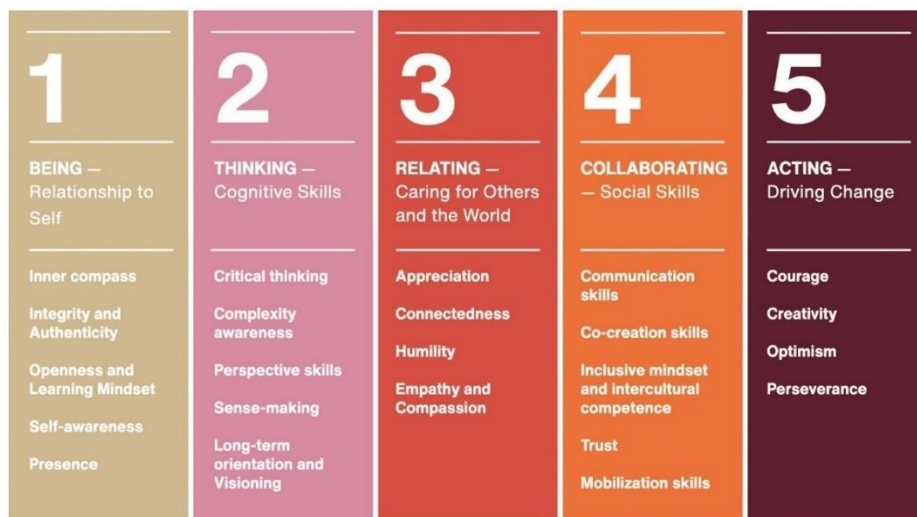 1
BEING —
Relationship to
Self
Inner compass
Integrity and
Authenticity
Openness and
Learning Mindset
Self-awareness
Presence
2
THINKING —
Cognitive Skills
Critical thinking
Complexity
awareness
Perspective skills
Sense-making
Long-term
orientation and
Visioning
3
RELATING —
Caring for Others
and the World
Appreciation
Connectedness
Humility
Empathy and
Compassion
4
COLLABORATING
— Social Skills
Communication
skills
Co-creation skills
Inclusive mindset
and intercultural
competence
Trust
Mobilization skills
5
ACTING —
Driving Change
Courage
Creativity
Optimism
Perseverance